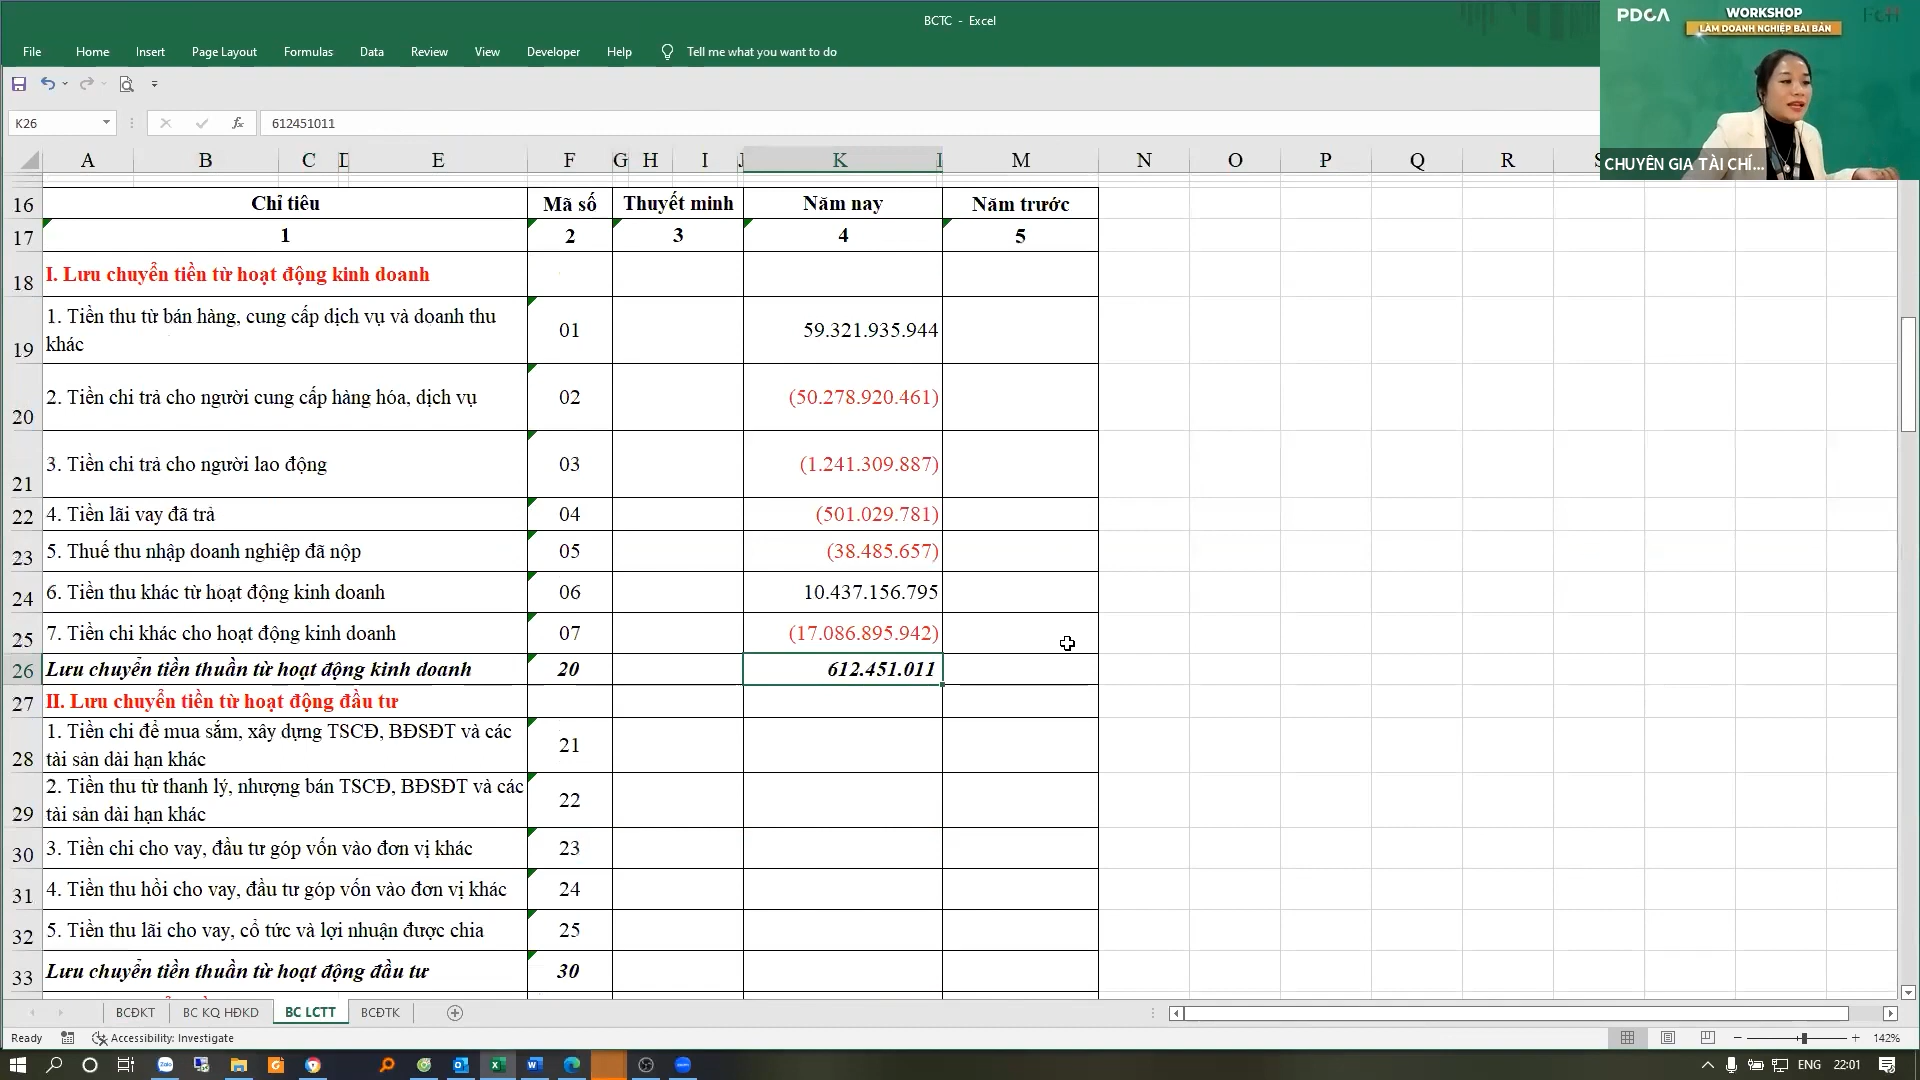 BCTC - Excel
PDCA
WORKSHOP
LÀM DOANH NGHIỆP BÀI BẢN
CHUYÊN GIA TÀI CHÍ...
File Home Insert Page Layout Formulas Data Review View Developer Help Tell me what you want to do
K26 fx 612451011
A B C E F G H I J K M N O P Q R S
16 Chỉ tiêu Mã số Thuyết minh Năm nay Năm trước
17 1 2 3 4 5
18 I. Lưu chuyển tiền từ hoạt động kinh doanh
1. Tiền thu từ bán hàng, cung cấp dịch vụ và doanh thu
19 khác 01 59.321.935.944
20 2. Tiền chi trả cho người cung cấp hàng hóa, dịch vụ 02 (50.278.920.461)
21 3. Tiền chi trả cho người lao động 03 (1.241.309.887)
22 4. Tiền lãi vay đã trả 04 (501.029.781)
23 5. Thuế thu nhập doanh nghiệp đã nộp 05 (38.485.657)
24 6. Tiền thu khác từ hoạt động kinh doanh 06 10.437.156.795
25 7. Tiền chi khác cho hoạt động kinh doanh 07 (17.086.895.942)
26 Lưu chuyển tiền thuần từ hoạt động kinh doanh 20 612.451.011
27 II. Lưu chuyển tiền từ hoạt động đầu tư
1. Tiền chi để mua sắm, xây dựng TSCĐ, BĐSĐT và các
28 tài sản dài hạn khác 21
2. Tiền thu từ thanh lý, nhượng bán TSCĐ, BĐSĐT và các
29 tài sản dài hạn khác 22
30 3. Tiền chi cho vay, đầu tư góp vốn vào đơn vị khác 23
31 4. Tiền thu hồi cho vay, đầu tư góp vốn vào đơn vị khác 24
32 5. Tiền thu lãi cho vay, cổ tức và lợi nhuận được chia 25
33 Lưu chuyển tiền thuần từ hoạt động đầu tư 30
BCĐKT BC KQ HĐKD BC LCTT BCĐTK
Ready Accessibility: Investigate 142%
ENG 22:01